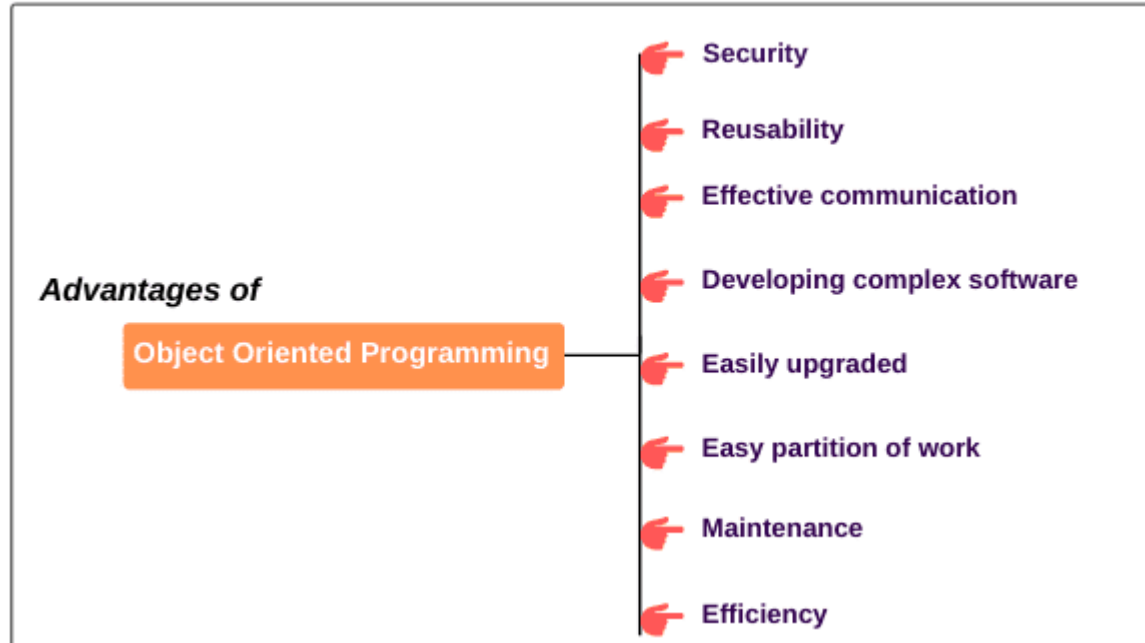 Advantages of
Object Oriented Programming
Security
Reusability
Effective communication
Developing complex software
Easily upgraded
Easy partition of work
Maintenance
Efficiency